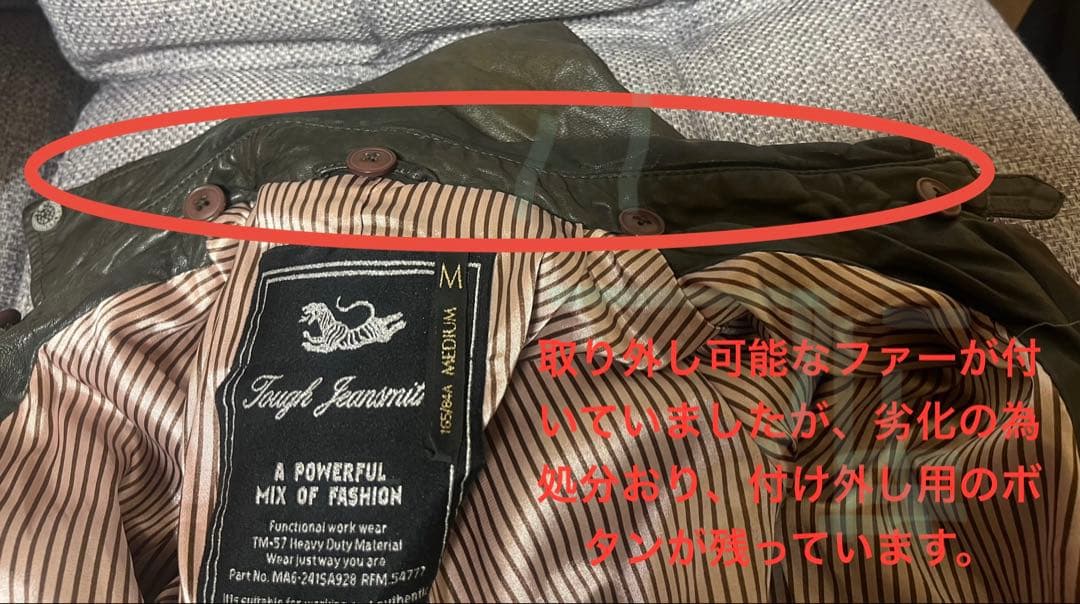 M
165/84A MEDIUM
Tough Jeansmit
A POWERFUL
MIX OF FASHION
Functional work wear
TM-57 Heavy Duty Material
Wear just way you are
Part No. MA6-241SA928 RFM.54777
取り外し可能なファーが付
いていましたが、劣化の為
処分おり、付け外し用のボ
タンが残っています。